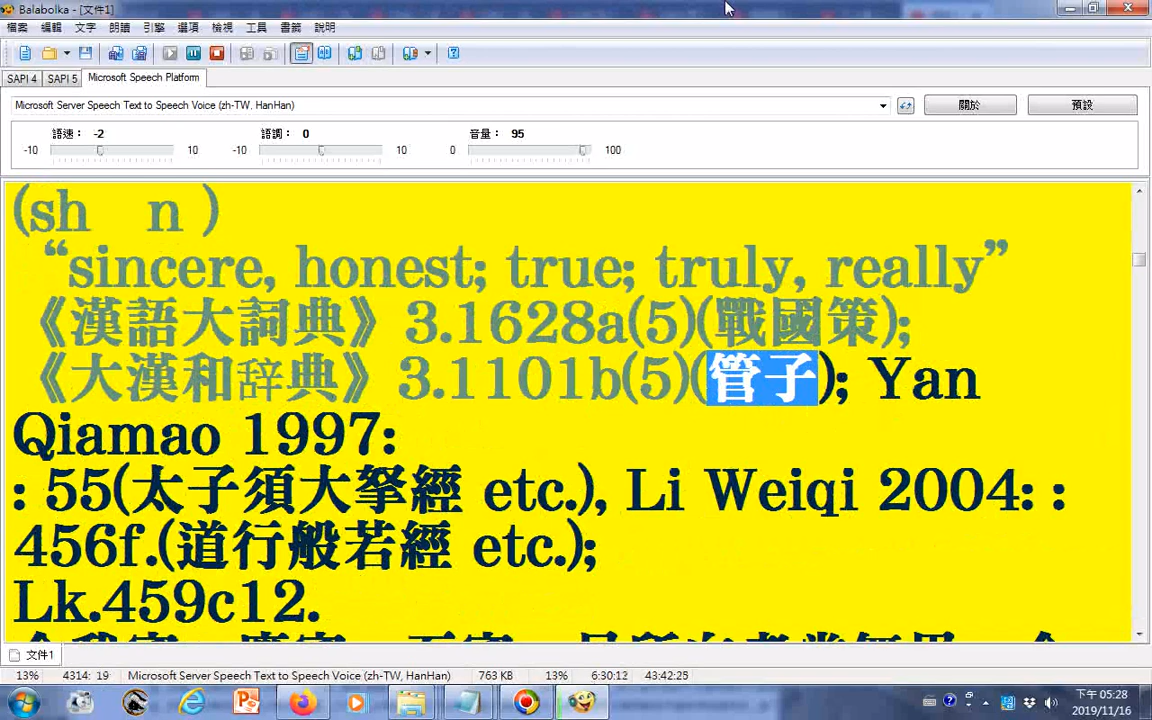 Balabolka - [文件1]
檔案 編輯 文字 朗讀 引擎 選項 檢視 工具 書籤 說明
SAPI 4 SAPI 5 Microsoft Speech Platform
Microsoft Server Speech Text to Speech Voice (zh-TW, HanHan) 關於 預設
語速： -2 語調： 0 音量： 95
-10 10 -10 10 0 100
(sh n )
“sincere, honest; true; truly, really”
《漢語大詞典》 3.1628a(5)(戰國策);
《大漢和辞典》 3.1101b(5)(管子); Yan
Qiamao 1997:
: 55(太子須大拏經 etc.), Li Weiqi 2004: :
456f.(道行般若經 etc.);
Lk.459c12.
文件1
13% 4314: 19 Microsoft Server Speech Text to Speech Voice (zh-TW, HanHan) 763 KB 13% 6:30:12 43:42:25
下午 05:28
2019/11/16